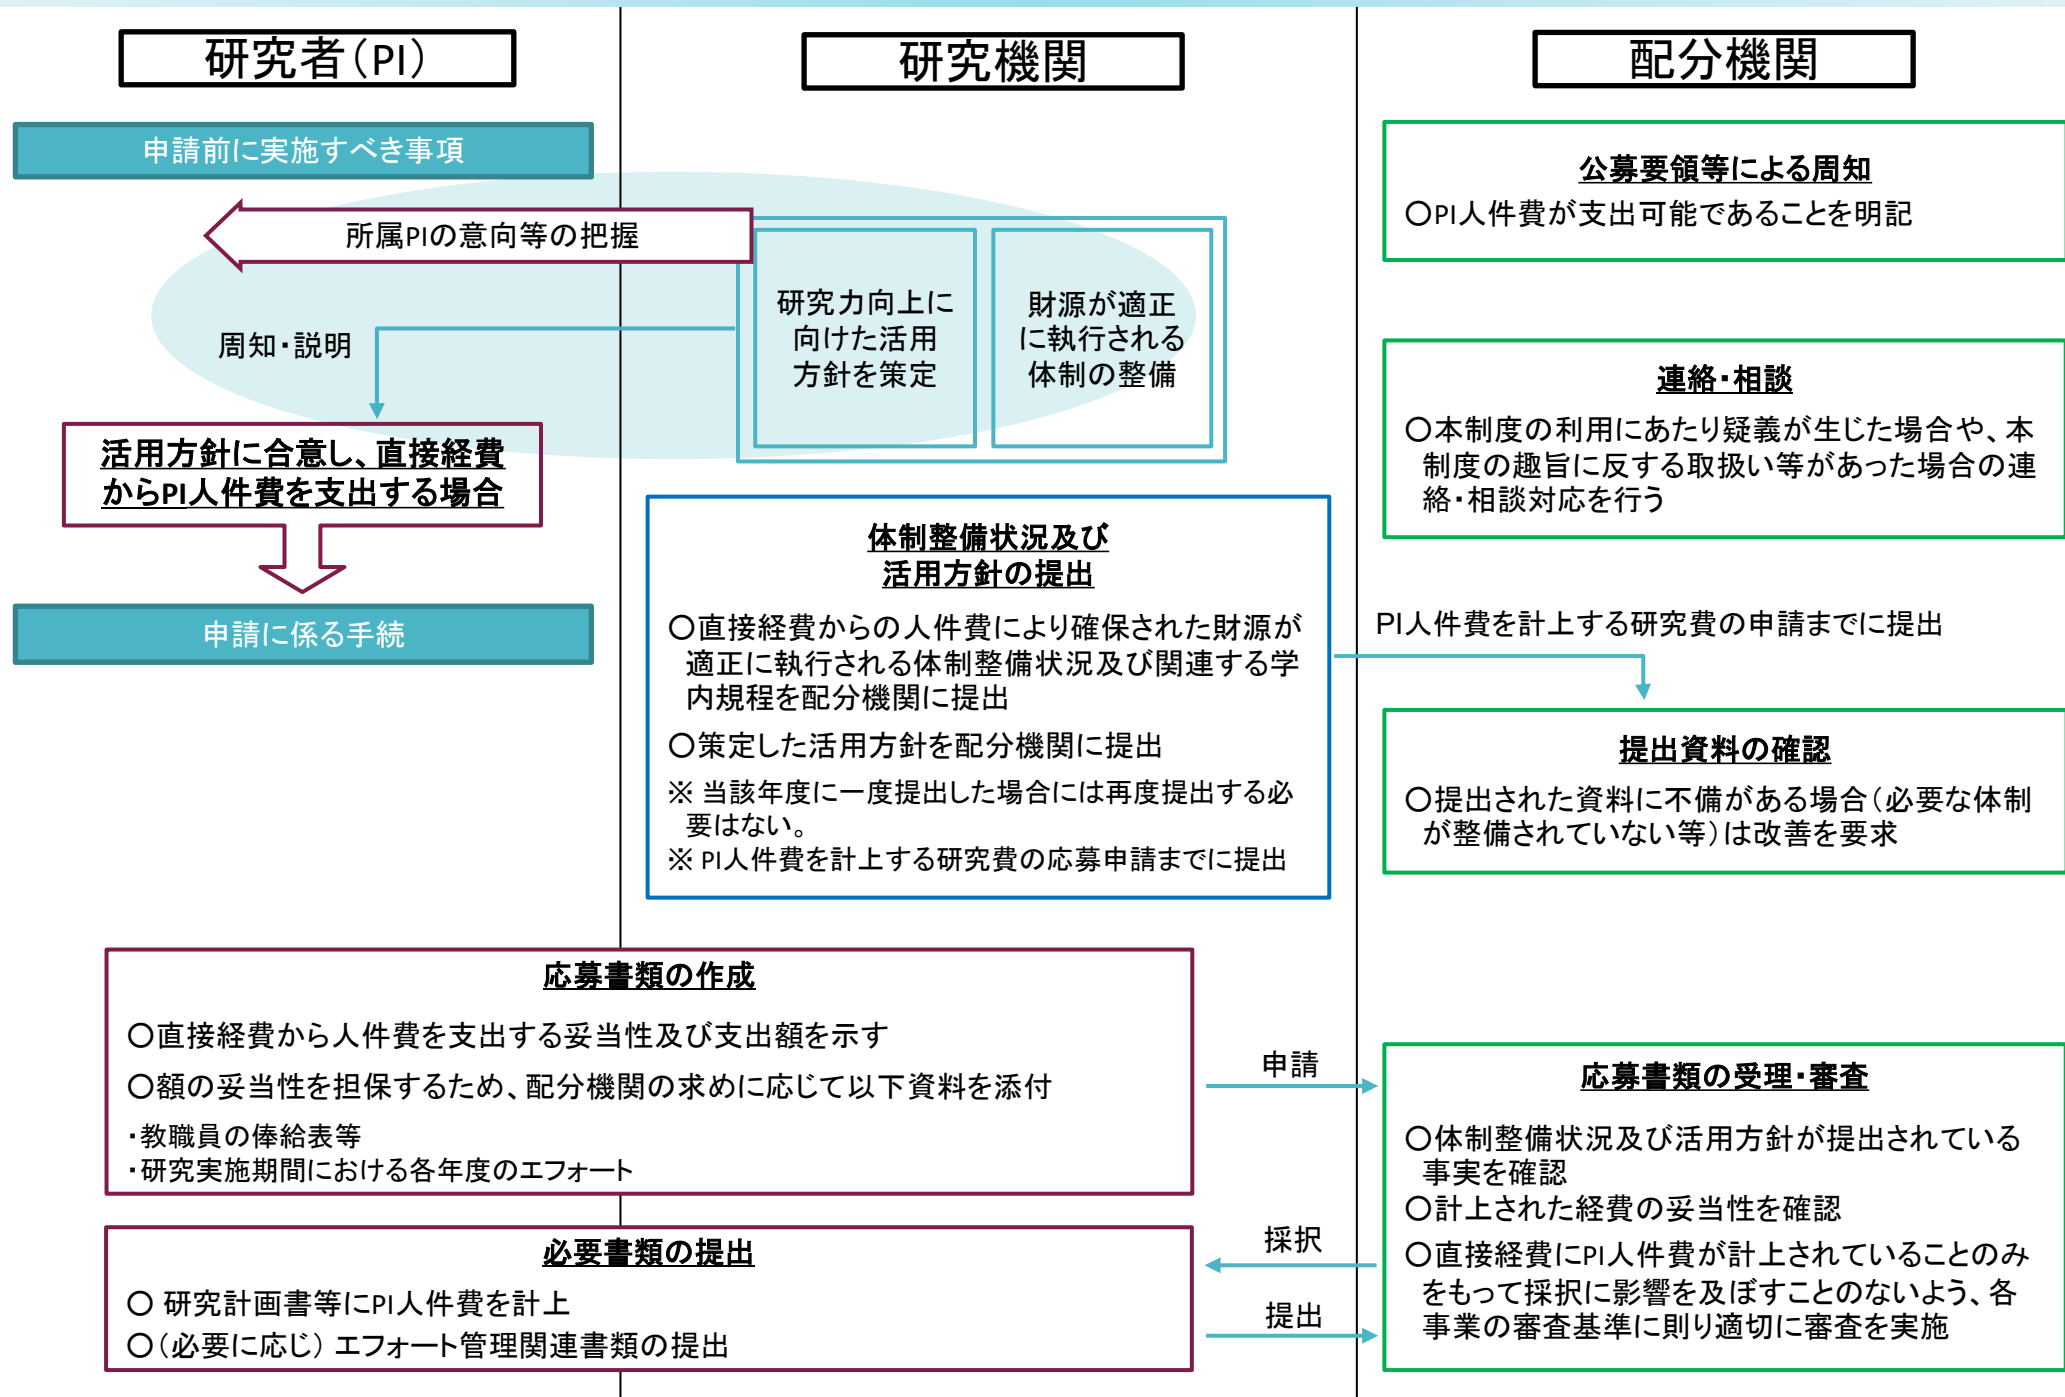 研究者(PI)
研究機関
配分機関
申請前に実施すべき事項
所属PIの意向等の把握
周知・説明
研究力向上に
向けた活用
方針を策定
財源が適正
に執行される
体制の整備
活用方針に合意し、直接経費
からPI人件費を支出する場合
申請に係る手続
体制整備状況及び
活用方針の提出
○直接経費からの人件費により確保された財源が
適正に執行される体制整備状況及び関連する学
内規程を配分機関に提出
○策定した活用方針を配分機関に提出
※ 当該年度に一度提出した場合には再度提出する必
要はない。
※ PI人件費を計上する研究費の応募申請までに提出
公募要領等による周知
○PI人件費が支出可能であることを明記
連絡・相談
○本制度の利用にあたり疑義が生じた場合や、本
制度の趣旨に反する取扱い等があった場合の連
絡・相談対応を行う
PI人件費を計上する研究費の申請までに提出
提出資料の確認
○提出された資料に不備がある場合(必要な体制
が整備されていない等)は改善を要求
応募書類の作成
○直接経費から人件費を支出する妥当性及び支出額を示す
○額の妥当性を担保するため、配分機関の求めに応じて以下資料を添付
・教職員の俸給表等
・研究実施期間における各年度のエフォート
申請
応募書類の受理・審査
○体制整備状況及び活用方針が提出されている
事実を確認
○計上された経費の妥当性を確認
○直接経費にPI人件費が計上されていることのみ
をもって採択に影響を及ぼすことのないよう、各
事業の審査基準に則り適切に審査を実施
採択
提出
必要書類の提出
○ 研究計画書等にPI人件費を計上
○(必要に応じ) エフォート管理関連書類の提出